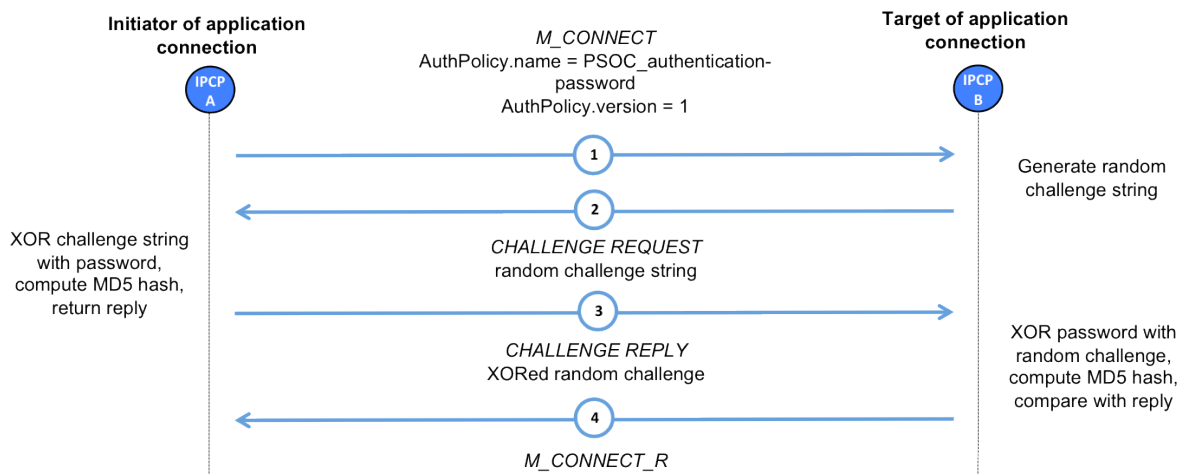 Initiator of application
connection
Target of application
connection
M_CONNECT
AuthPolicy.name = PSOC_authentication-
password
AuthPolicy.version = 1
IPCP
A
IPCP
B
1
Generate random
challenge string
2
XOR challenge string
with password,
compute MD5 hash,
return reply
CHALLENGE REQUEST
random challenge string
3
CHALLENGE REPLY
XORed random challenge
XOR password with
random challenge,
compute MD5 hash,
compare with reply
4
M_CONNECT_R